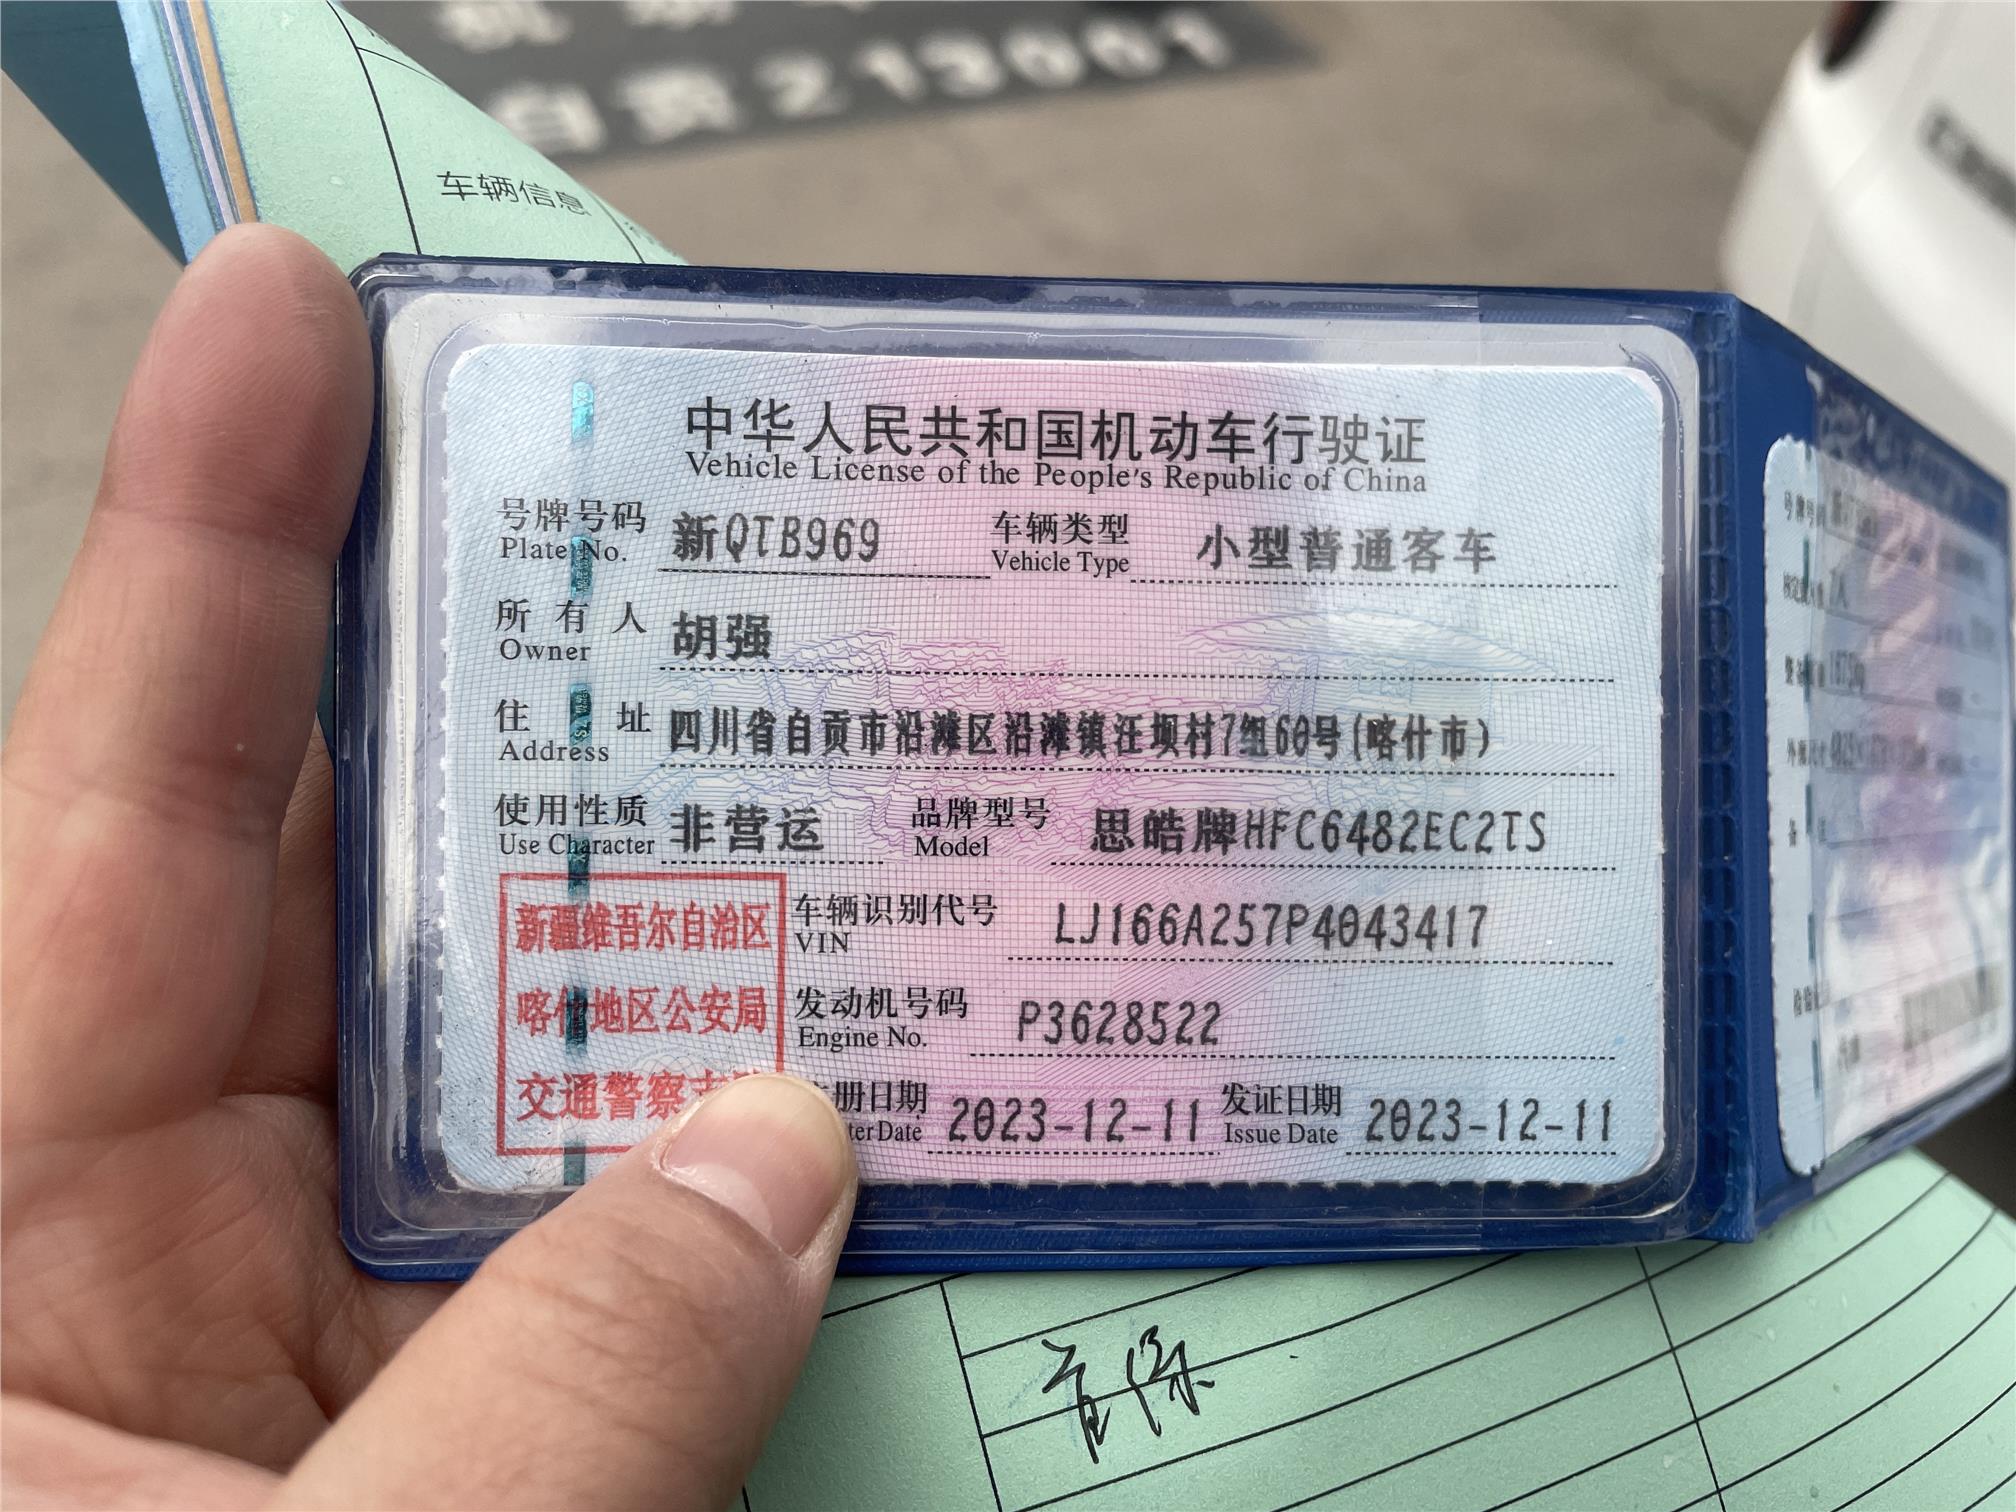 车辆信息
中华人民共和国机动车行驶证
Vehicle License of the People's Republic of China
号牌号码 新QTB969 车辆类型 小型普通客车
Plate No. Vehicle Type
所有人 胡强
Owner
住址 四川省自贡市沿滩区沿滩镇汪坝村7组60号(喀什市)
Address
使用性质 非营运 品牌型号 思皓牌HFC6482EC2TS
Use Character Model
新疆维吾尔自治区
喀什地区公安局
交通警察
车辆识别代号 LJ166A257P4043417
VIN
发动机号码 P3628522
Engine No.
册日期 2023-12-11 发证日期 2023-12-11
Date Issue Date